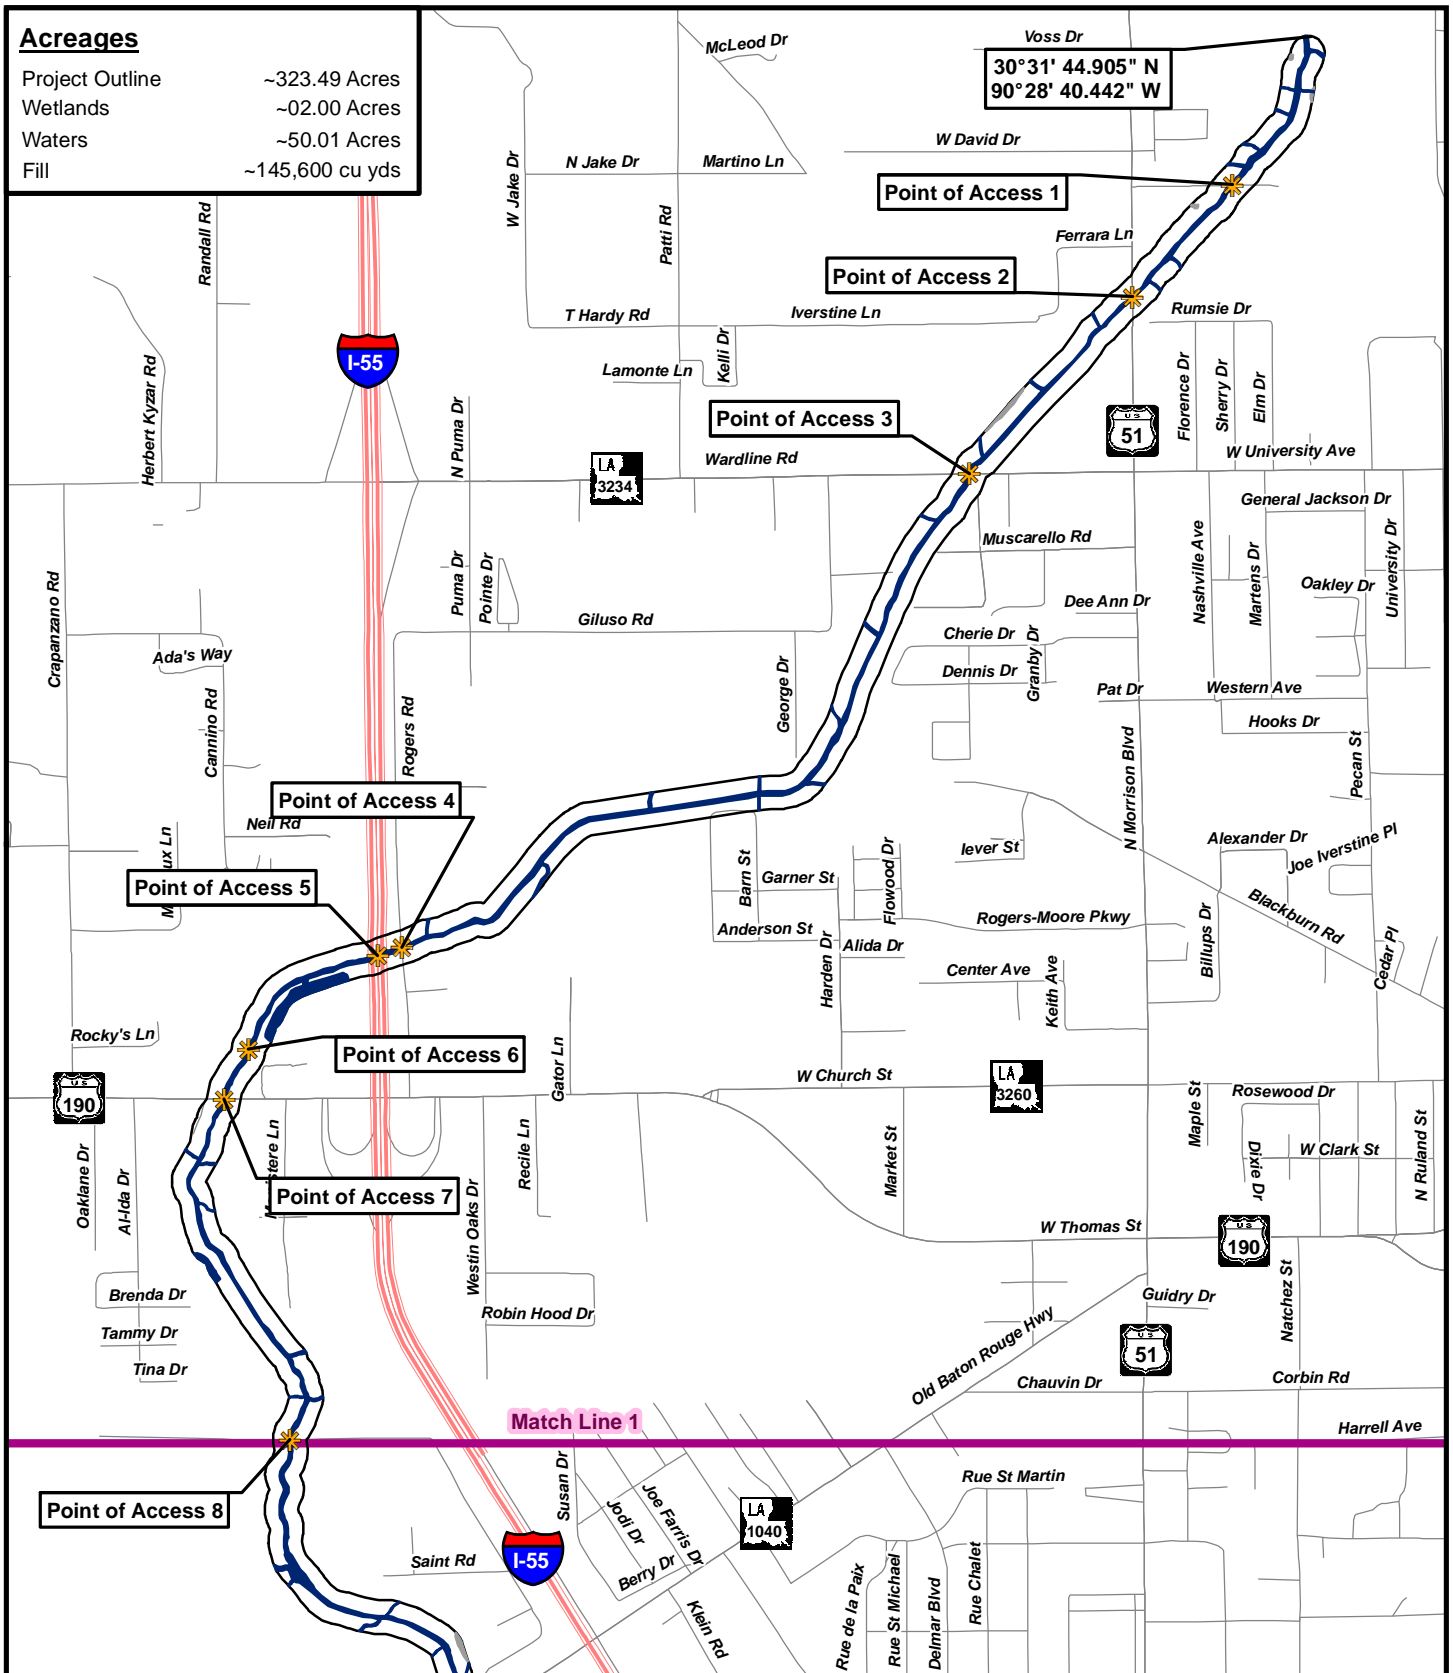 Acreages
Project Outline ~323.49 Acres
Wetlands ~02.00 Acres
Waters ~50.01 Acres
Fill ~145,600 cu yds
McLeod Dr
Voss Dr
30°31' 44.905" N
90°28' 40.442" W
W David Dr
N Jake Dr
Martino Ln
W Jake Dr
Point of Access 1
Randall Rd
Patti Rd
Ferrara Ln
Point of Access 2
T Hardy Rd
Iverstine Ln
Rumsie Dr
I-55
Kelli Dr
Lamonte Ln
Herbert Kyzar Rd
N Puma Dr
Florence Dr
Sherry Dr
Elm Dr
Point of Access 3
US
51
Wardline Rd
W University Ave
LA
3234
General Jackson Dr
Muscarello Rd
Nashville Ave
Martens Dr
University Dr
Puma Dr
Pointe Dr
Oakley Dr
Crapanzano Rd
Dee Ann Dr
Giluso Rd
Cherie Dr
Granby Dr
Ada's Way
Dennis Dr
George Dr
Pat Dr
Western Ave
Cannino Rd
Rogers Rd
Hooks Dr
N Morrison Blvd
Pecan St
Point of Access 4
Neil Rd
ux Ln
Alexander Dr
Joe Iverstine Pl
lever St
Flowood Dr
Barn St
Garner St
Point of Access 5
Blackburn Rd
Rogers-Moore Pkwy
Anderson St
Alida Dr
Harden Dr
Billups Dr
Cedar Pl
Center Ave
Keith Ave
Rocky's Ln
Point of Access 6
Gator Ln
W Church St
LA
3260
US
190
Rosewood Dr
Maple St
Oaklane Dr
Al-Ida Dr
stere Ln
Recile Ln
Market St
W Clark St
Dixie Dr
N Ruland St
Point of Access 7
Westin Oaks Dr
W Thomas St
US
190
Brenda Dr
Guidry Dr
Natchez St
Robin Hood Dr
Tammy Dr
Old Baton Rouge Hwy
US
51
Tina Dr
Chauvin Dr
Corbin Rd
Match Line 1
Harrell Ave
Susan Dr
Rue St Martin
Point of Access 8
Jodi Dr
Joe Farris Dr
LA
1040
I-55
Saint Rd
Berry Dr
Klein Rd
Rue de la Paix
Rue St Michael
Delmar Blvd
Rue Chalet